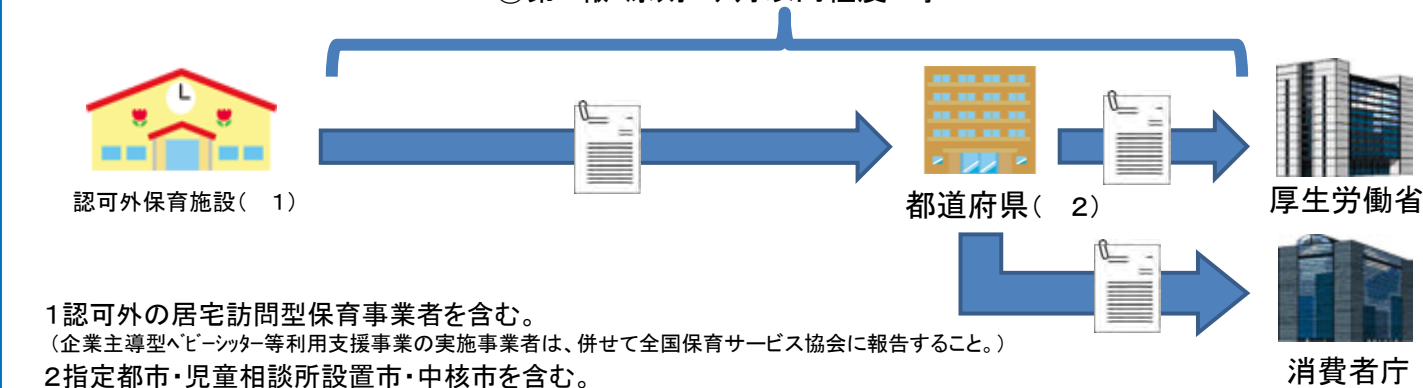 認可外保育施設( 1)
都道府県( 2)
厚生労働省
消費者庁
1認可外の居宅訪問型保育事業者を含む。
（企業主導型ﾍﾞﾋﾞｰｼｯﾀｰ等利用支援事業の実施事業者は、併せて全国保育サービス協会に報告すること。）
2指定都市・児童相談所設置市・中核市を含む。